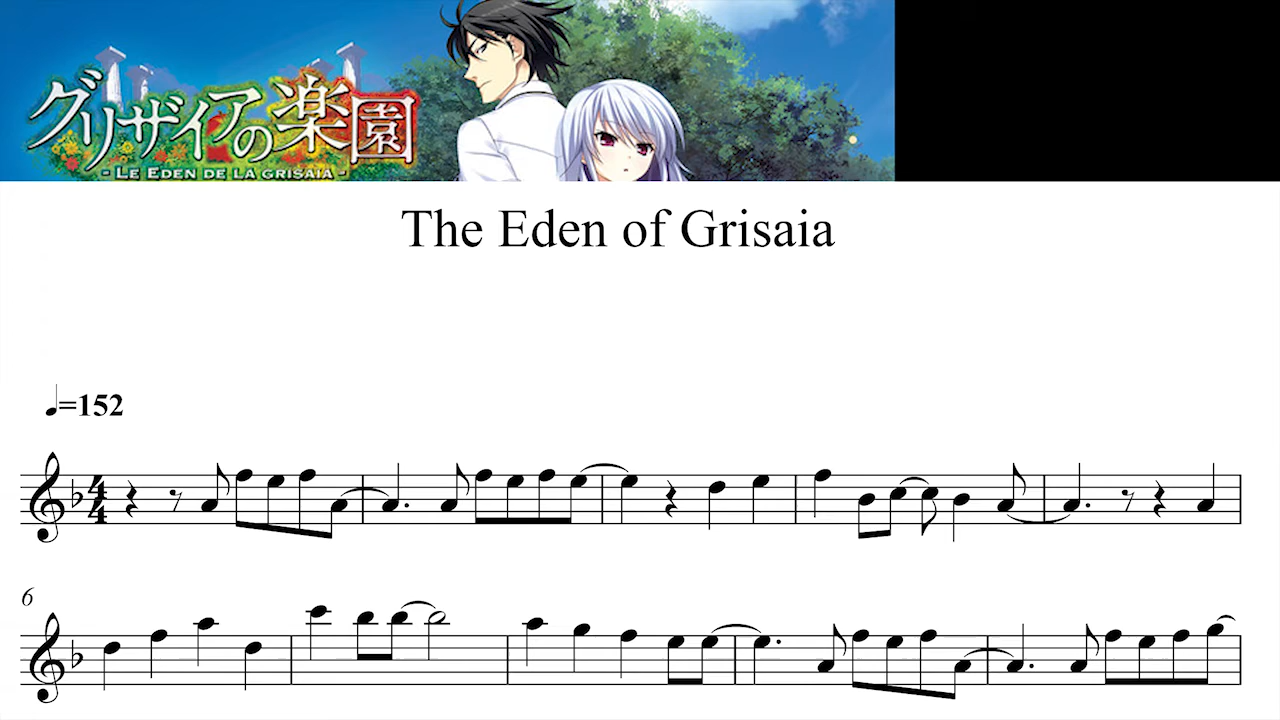 グリザイアの楽園
- LE EDEN DE LA GRISAIA -
The Eden of Grisaia
=152
4
4
6